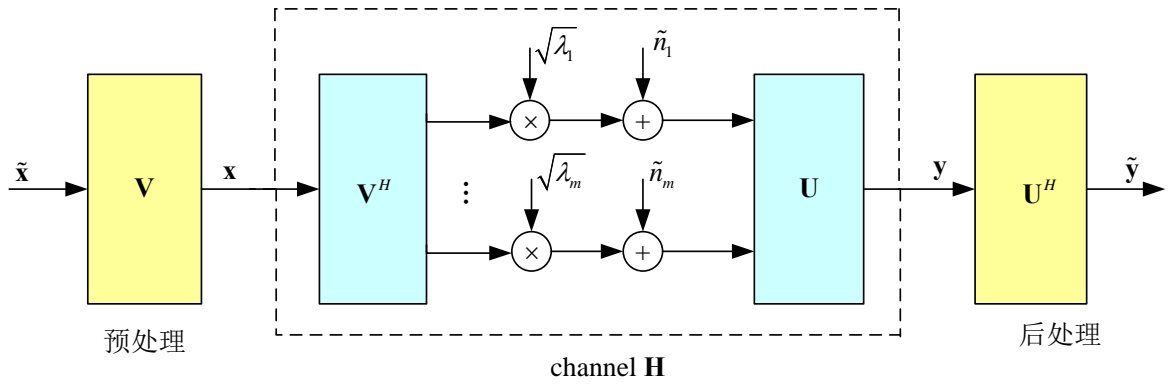 √λ₁
ñ₁
x̃
V
x
Vᴴ
⋮
√λₘ
ñₘ
U
y
Uᴴ
ỹ
×
+
×
+
预处理
后处理
channel H